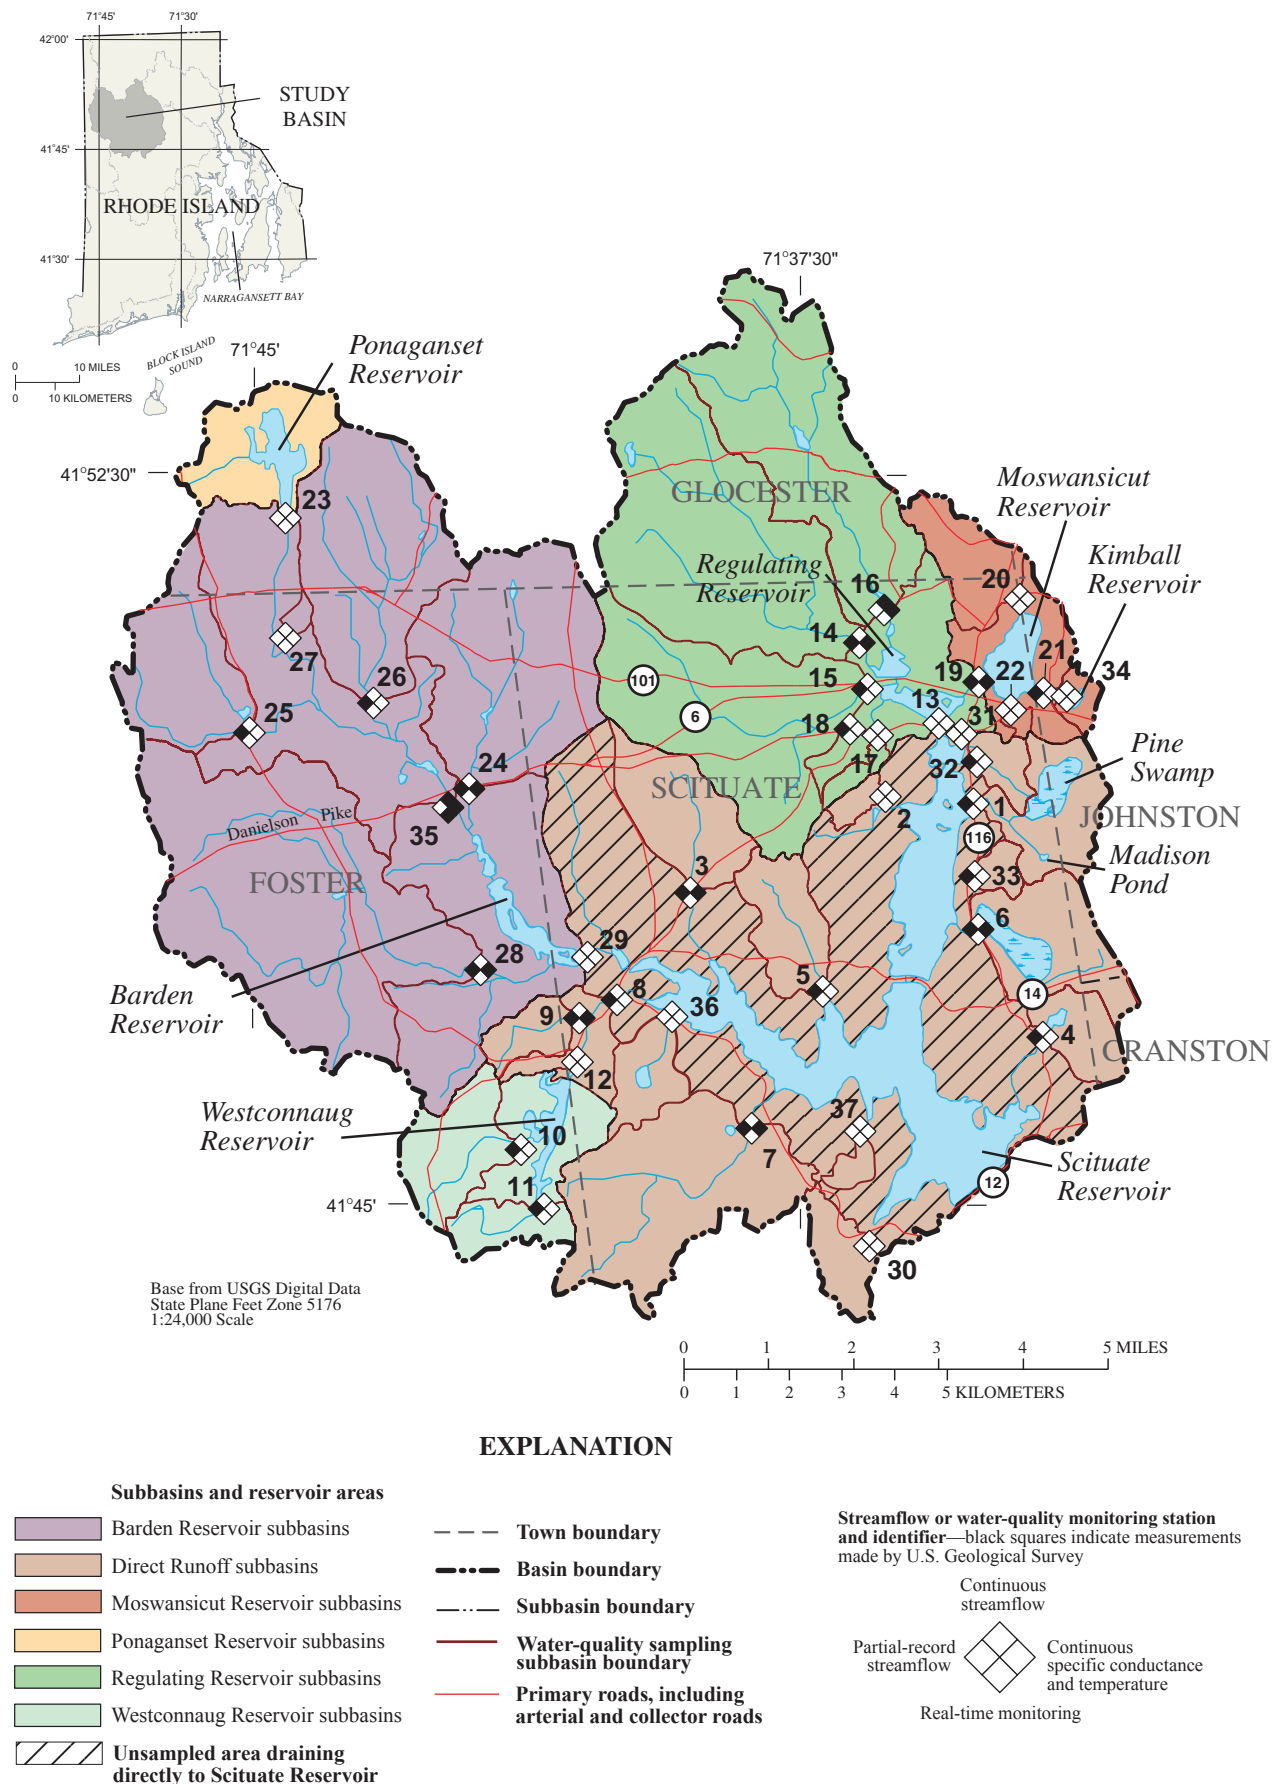 71°45'
71°30'
42°00'
41°45'
41°30'
STUDY
BASIN
RHODE ISLAND
NARRAGANSETT BAY
BLOCK ISLAND
SOUND
0
10 MILES
0
10 KILOMETERS
71°37'30"
71°45'
41°52'30"
Ponaganset
Reservoir
GLOCESTER
Moswansicut
Reservoir
Kimball
Reservoir
Regulating
Reservoir
23
16
20
14
27
26
101
15
19
22
21
34
25
6
18
13
31
17
32
Pine
Swamp
24
SCITUATE
2
1
JOHNSTON
35
Danielson Pike
116
Madison
Pond
FOSTER
3
33
6
29
28
5
14
Barden
Reservoir
8
36
9
4
CRANSTON
12
Westconnaug
Reservoir
10
37
7
Scituate
Reservoir
11
12
41°45'
30
Base from USGS Digital Data
State Plane Feet Zone 5176
1:24,000 Scale
0 1 2 3 4 5 MILES
0 1 2 3 4 5 KILOMETERS
EXPLANATION
Subbasins and reservoir areas
Barden Reservoir subbasins
Direct Runoff subbasins
Moswansicut Reservoir subbasins
Ponaganset Reservoir subbasins
Regulating Reservoir subbasins
Westconnaug Reservoir subbasins
Unsampled area draining
directly to Scituate Reservoir
Town boundary
Basin boundary
Subbasin boundary
Water-quality sampling
subbasin boundary
Primary roads, including
arterial and collector roads
Streamflow or water-quality monitoring station
and identifier—black squares indicate measurements
made by U.S. Geological Survey
Continuous
streamflow
Partial-record
streamflow
Continuous
specific conductance
and temperature
Real-time monitoring